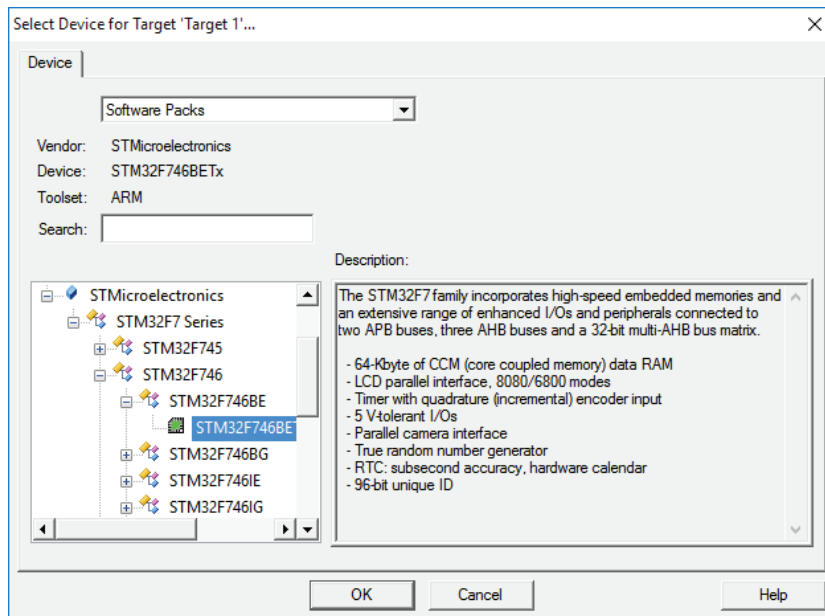 Select Device for Target 'Target 1'...
Device
Software Packs
Vendor: STMicroelectronics
Device: STM32F746BETx
Toolset: ARM
Search:
Description:
STMicroelectronics
STM32F7 Series
STM32F745
STM32F746
STM32F746BE
STM32F746BET
STM32F746BG
STM32F746IE
STM32F746IG
The STM32F7 family incorporates high-speed embedded memories and
an extensive range of enhanced I/Os and peripherals connected to
two APB buses, three AHB buses and a 32-bit multi-AHB bus matrix.
- 64-Kbyte of CCM (core coupled memory) data RAM
- LCD parallel interface, 8080/6800 modes
- Timer with quadrature (incremental) encoder input
- 5 V-tolerant I/Os
- Parallel camera interface
- True random number generator
- RTC: subsecond accuracy, hardware calendar
- 96-bit unique ID
OK Cancel Help